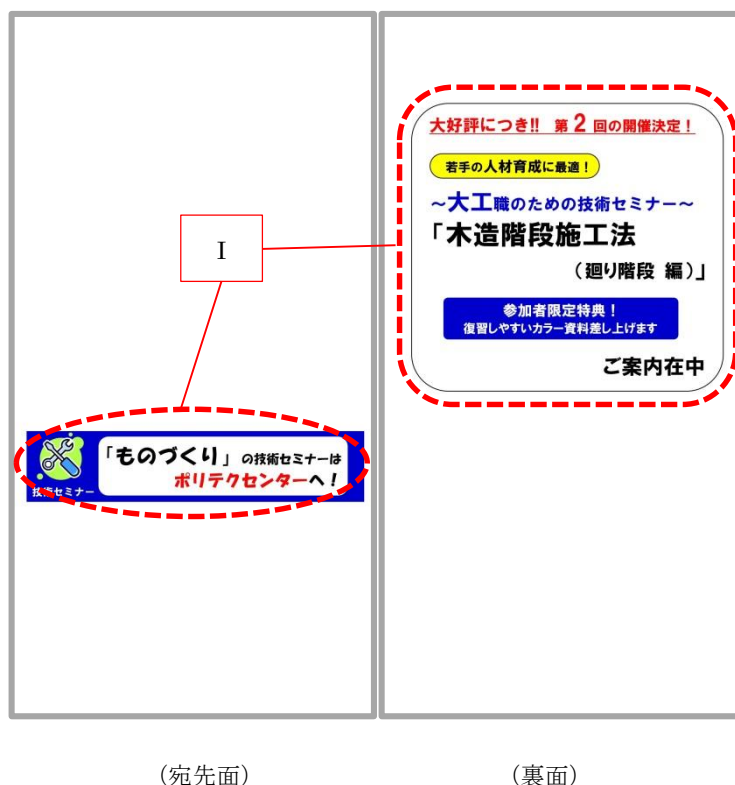 I
「ものづくり」の技術セミナーは
ポリテクセンターへ!
技術セミナー
大好評につき!! 第2回の開催決定!
若手の人材育成に最適!
~大工職のための技術セミナー~
「木造階段施工法
(廻り階段 編)」
参加者限定特典!
復習しやすいカラー資料差し上げます
ご案内在中
(宛先面)
(裏面)